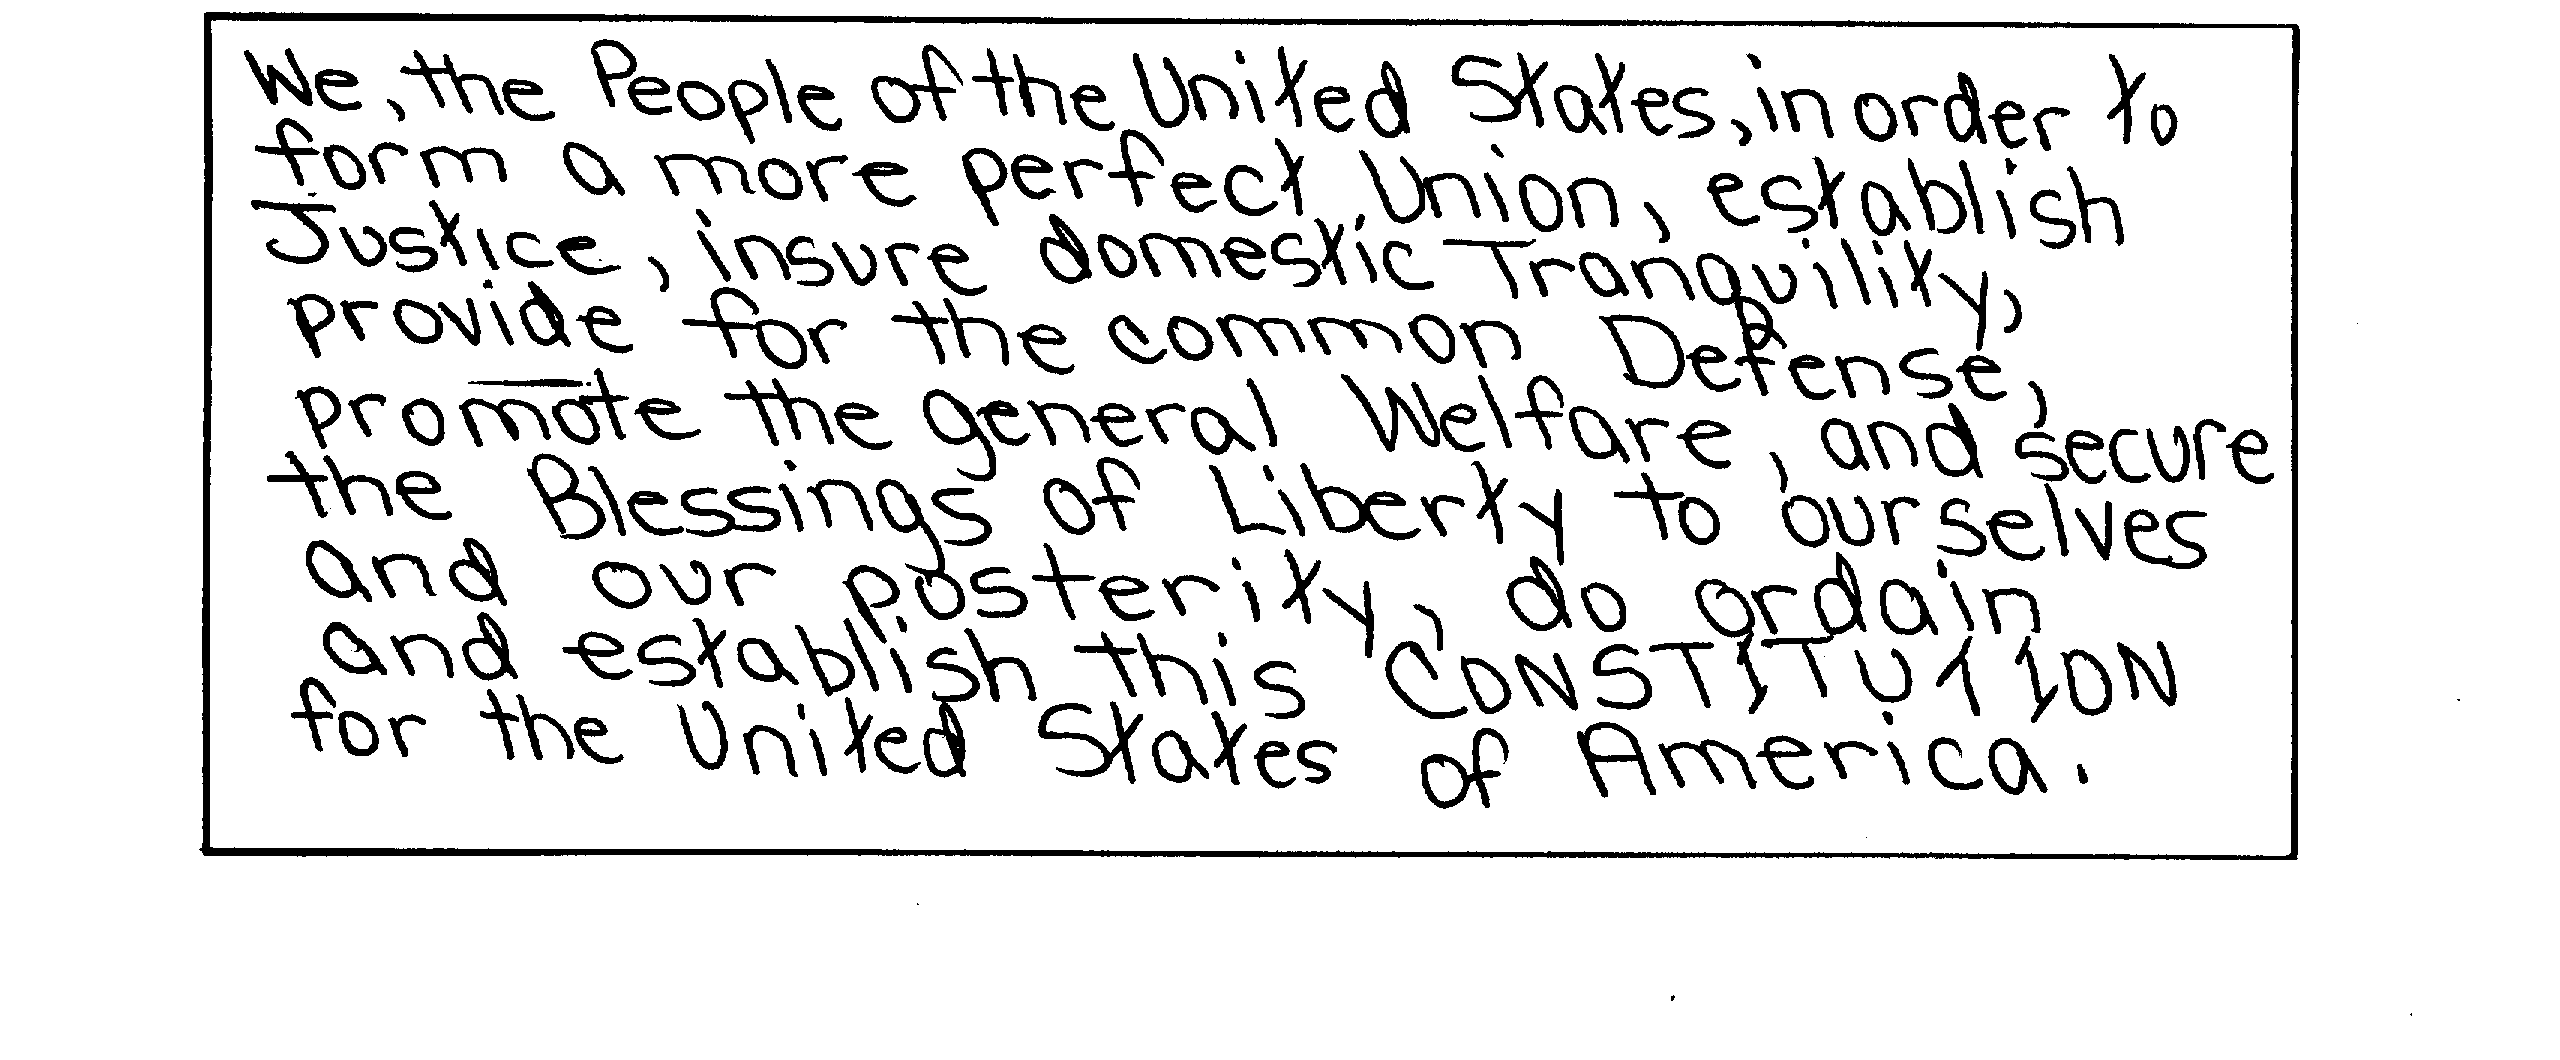 We, the People of the United States, in order to
form a more perfect Union, establish
Justice, insure domestic Tranquility,
provide for the common Defense,
promote the general Welfare, and secure
the Blessings of Liberty to ourselves
and our posterity, do ordain
and establish this CONSTITUTION
for the United States of America.